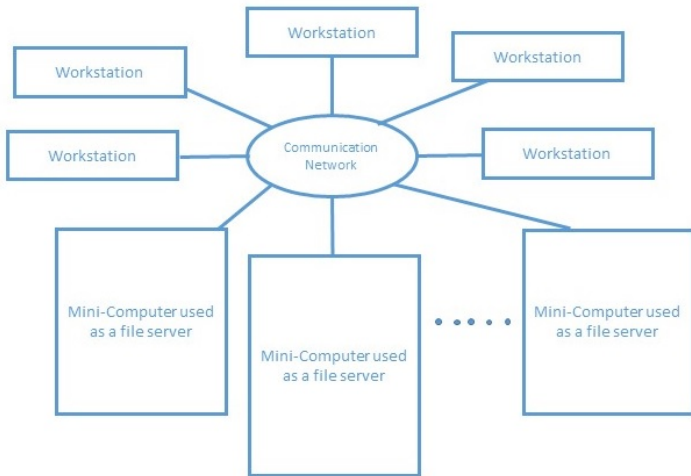 Workstation
Workstation
Workstation
Workstation
Workstation
Communication
Network
Mini-Computer used
as a file server
Mini-Computer used
as a file server
Mini-Computer used
as a file server